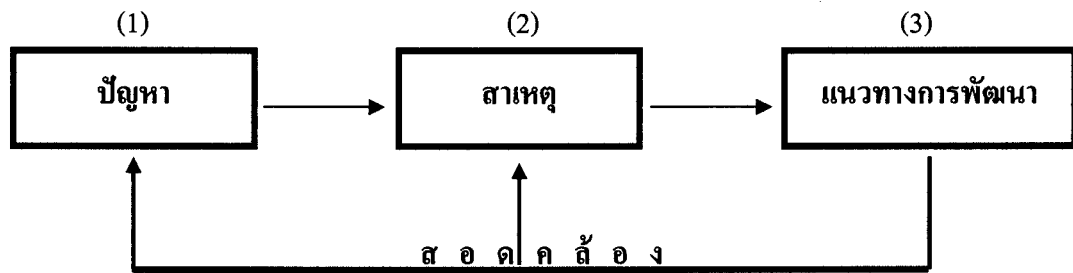 (1) (2) (3)
ปัญหา สาเหตุ แนวทางการพัฒนา
ส อ ด ค ล้ อ ง